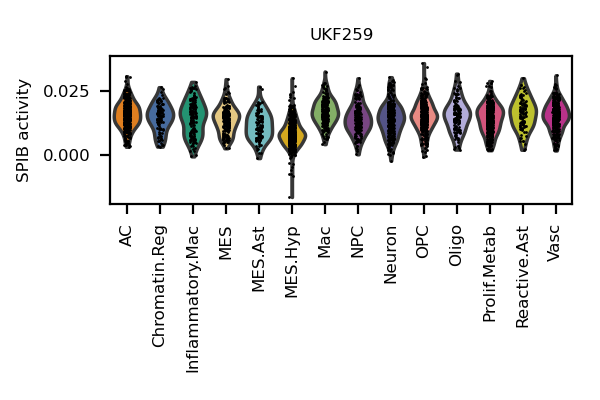 UKF259
SPIB activity
0.025
0.000
AC
Chromatin.Reg
Inflammatory.Mac
MES
MES.Ast
MES.Hyp
Mac
NPC
Neuron
OPC
Oligo
Prolif.Metab
Reactive.Ast
Vasc